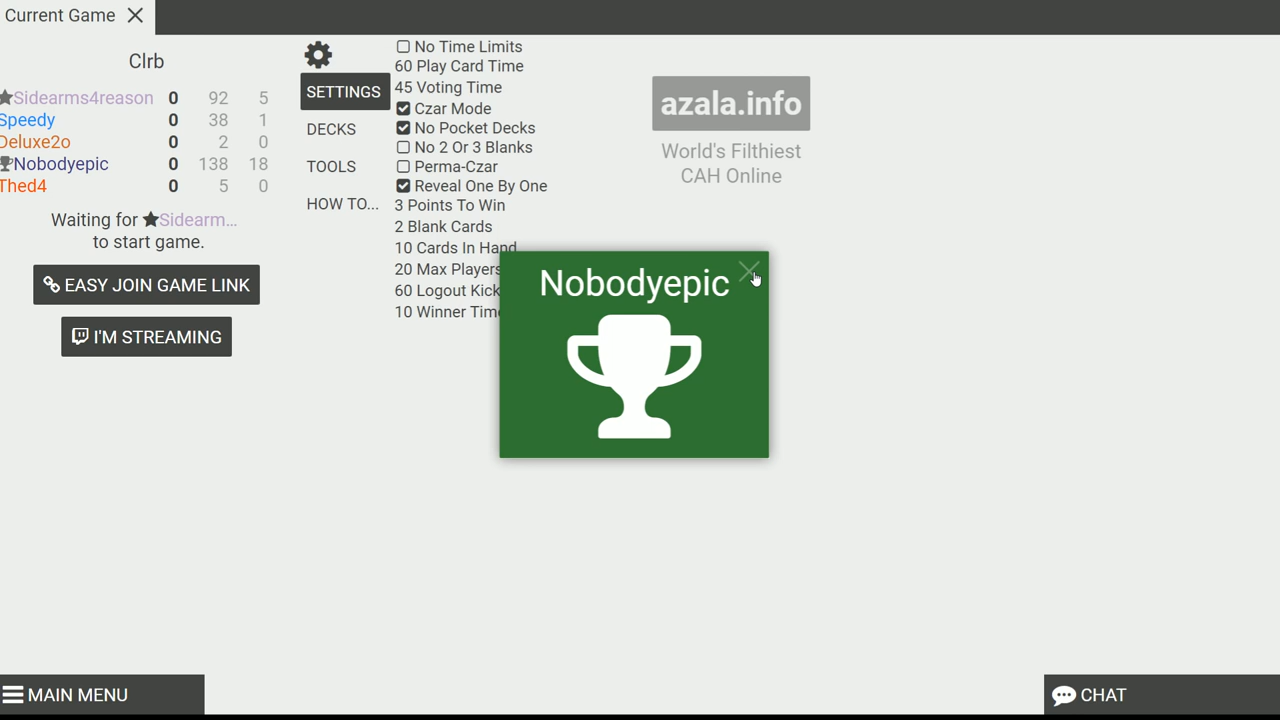 Current Game
Clrb
Sidearms4reason 0 92 5
Speedy 0 38 1
Deluxe2o 0 2 0
Nobodyepic 0 138 18
Thed4 0 5 0
Waiting for Sidearm...
to start game.
EASY JOIN GAME LINK
I'M STREAMING
SETTINGS
DECKS
TOOLS
HOW TO...
No Time Limits
60 Play Card Time
45 Voting Time
Czar Mode
No Pocket Decks
No 2 Or 3 Blanks
Perma-Czar
Reveal One By One
3 Points To Win
2 Blank Cards
10 Cards In Hand
20 Max Players
60 Logout Kick
10 Winner Time
azala.info
World's Filthiest
CAH Online
Nobodyepic
MAIN MENU
CHAT